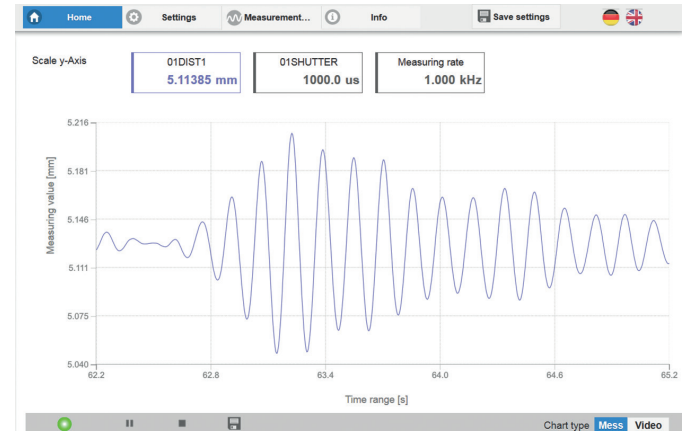 Home Settings Measurement... Info Save settings
Scale y-Axis
01DIST1
5.11385 mm
01SHUTTER
1000.0 us
Measuring rate
1.000 kHz
Measuring value [mm]
5.216
5.181
5.146
5.111
5.075
5.040
62.2 62.8 63.4 64.0 64.6 65.2
Time range [s]
Chart type Mess Video